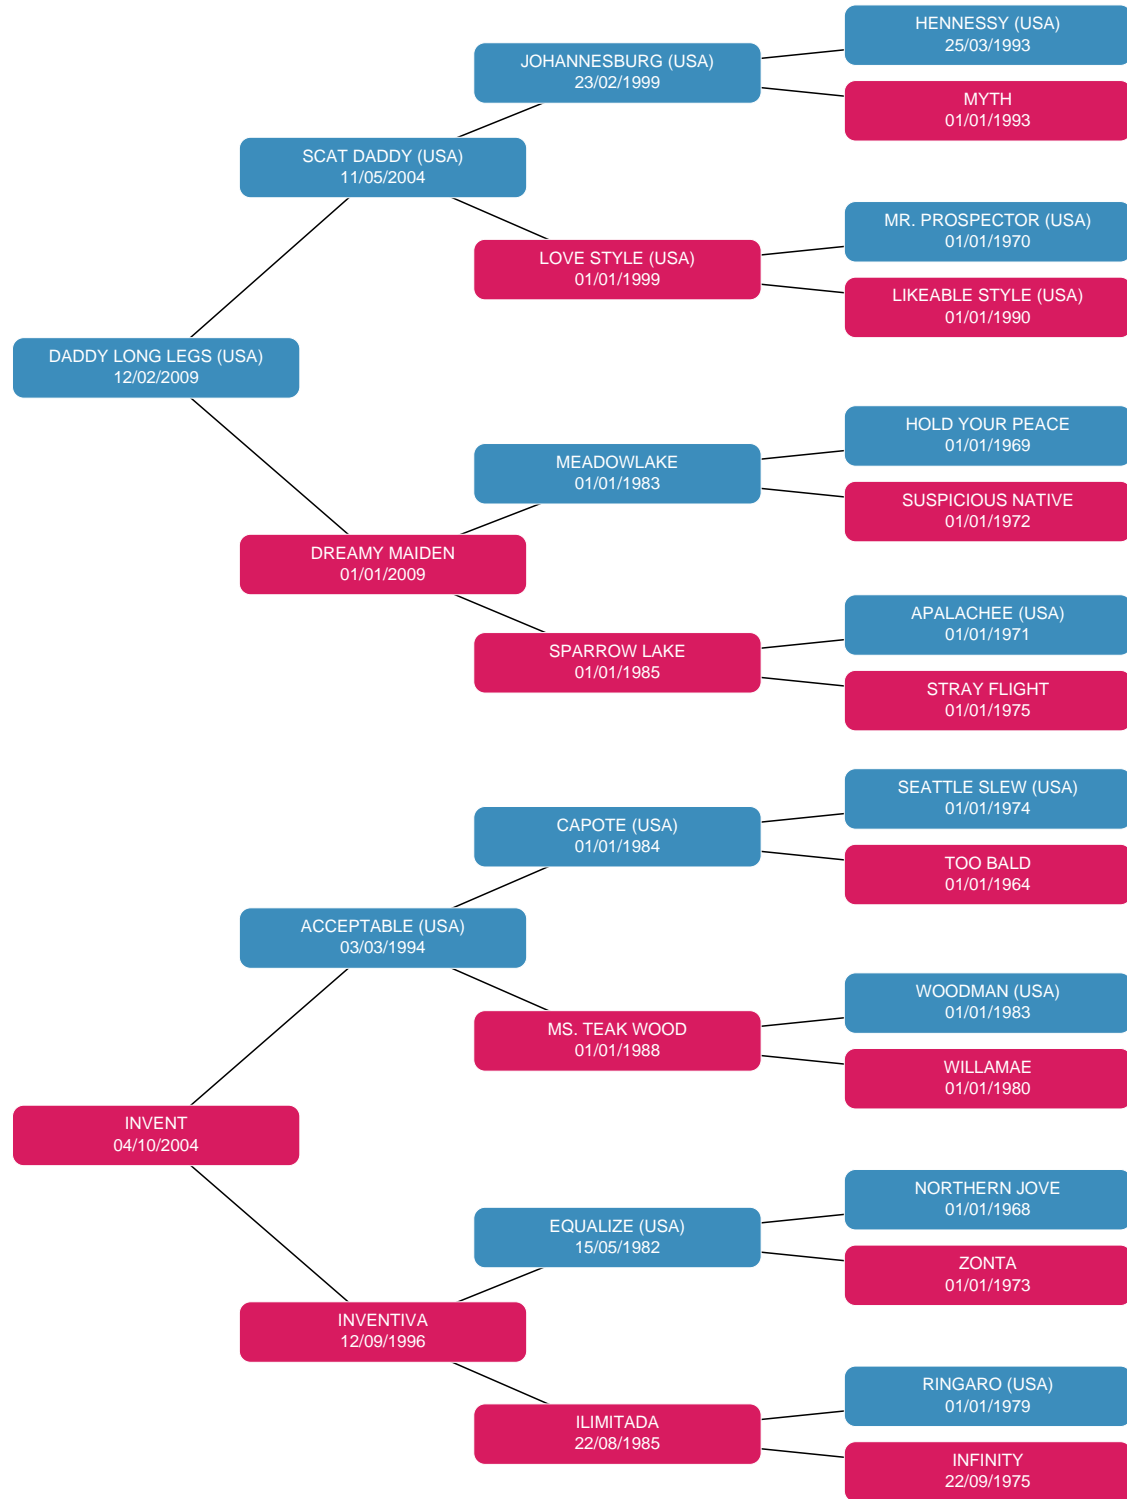 HENNESSY (USA)
25/03/1993
JOHANNESBURG (USA)
23/02/1999
MYTH
01/01/1993
SCAT DADDY (USA)
11/05/2004
MR. PROSPECTOR (USA)
01/01/1970
LOVE STYLE (USA)
01/01/1999
LIKEABLE STYLE (USA)
01/01/1990
DADDY LONG LEGS (USA)
12/02/2009
HOLD YOUR PEACE
01/01/1969
MEADOWLAKE
01/01/1983
SUSPICIOUS NATIVE
01/01/1972
DREAMY MAIDEN
01/01/2009
APALACHEE (USA)
01/01/1971
SPARROW LAKE
01/01/1985
STRAY FLIGHT
01/01/1975
SEATTLE SLEW (USA)
01/01/1974
CAPOTE (USA)
01/01/1984
TOO BALD
01/01/1964
ACCEPTABLE (USA)
03/03/1994
WOODMAN (USA)
01/01/1983
MS. TEAK WOOD
01/01/1988
WILLAMAE
01/01/1980
INVENT
04/10/2004
NORTHERN JOVE
01/01/1968
EQUALIZE (USA)
15/05/1982
ZONTA
01/01/1973
INVENTIVA
12/09/1996
RINGARO (USA)
01/01/1979
ILIMITADA
22/08/1985
INFINITY
22/09/1975